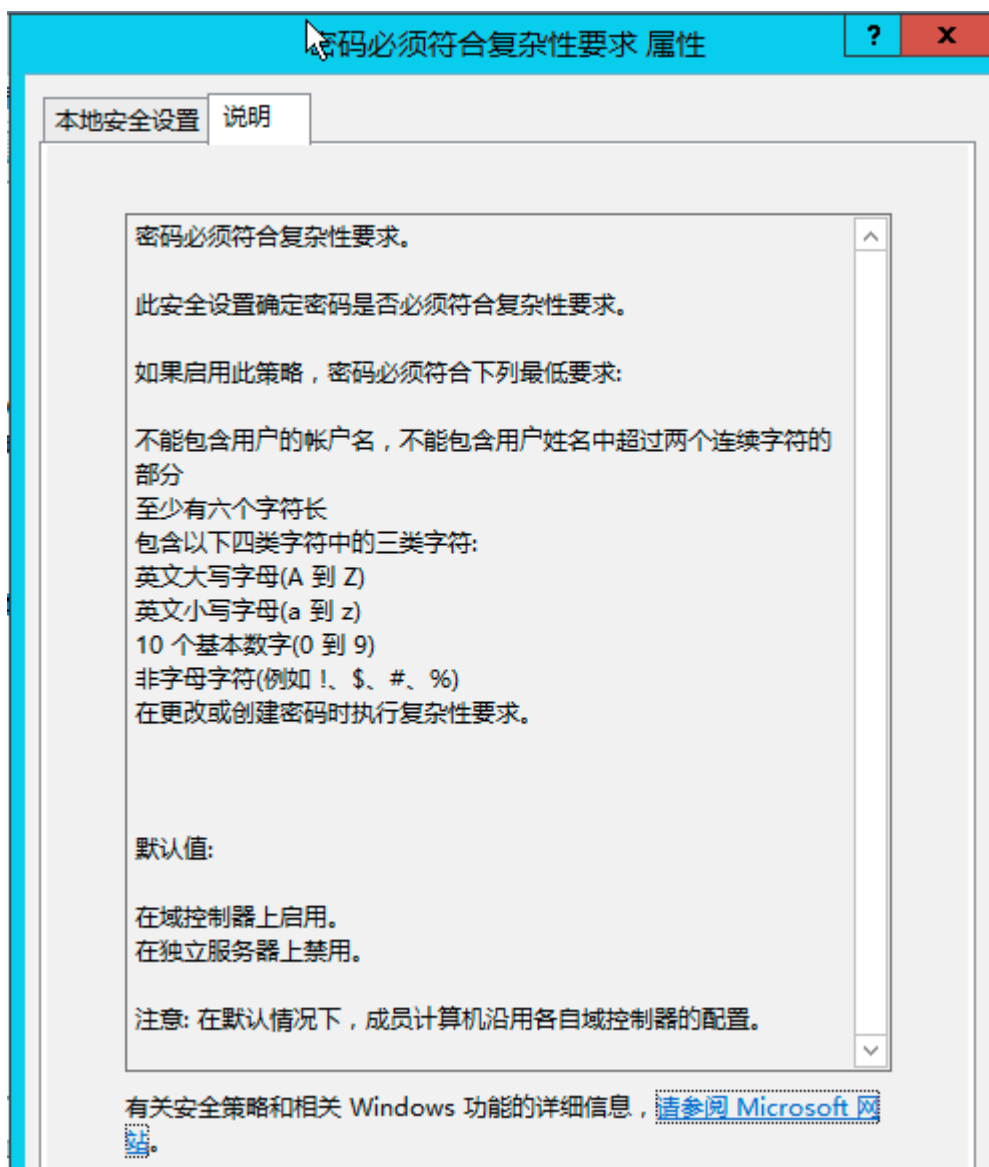 密码必须符合复杂性要求 属性
?
x
本地安全设置
说明
密码必须符合复杂性要求。
此安全设置确定密码是否必须符合复杂性要求。
如果启用此策略，密码必须符合下列最低要求:
不能包含用户的帐户名，不能包含用户姓名中超过两个连续字符的
部分
至少有六个字符长
包含以下四类字符中的三类字符:
英文大写字母(A 到 Z)
英文小写字母(a 到 z)
10 个基本数字(0 到 9)
非字母字符(例如 !、$、#、%)
在更改或创建密码时执行复杂性要求。
默认值:
在域控制器上启用。
在独立服务器上禁用。
注意: 在默认情况下，成员计算机沿用各自域控制器的配置。
有关安全策略和相关 Windows 功能的详细信息，请参阅 Microsoft 网
站。